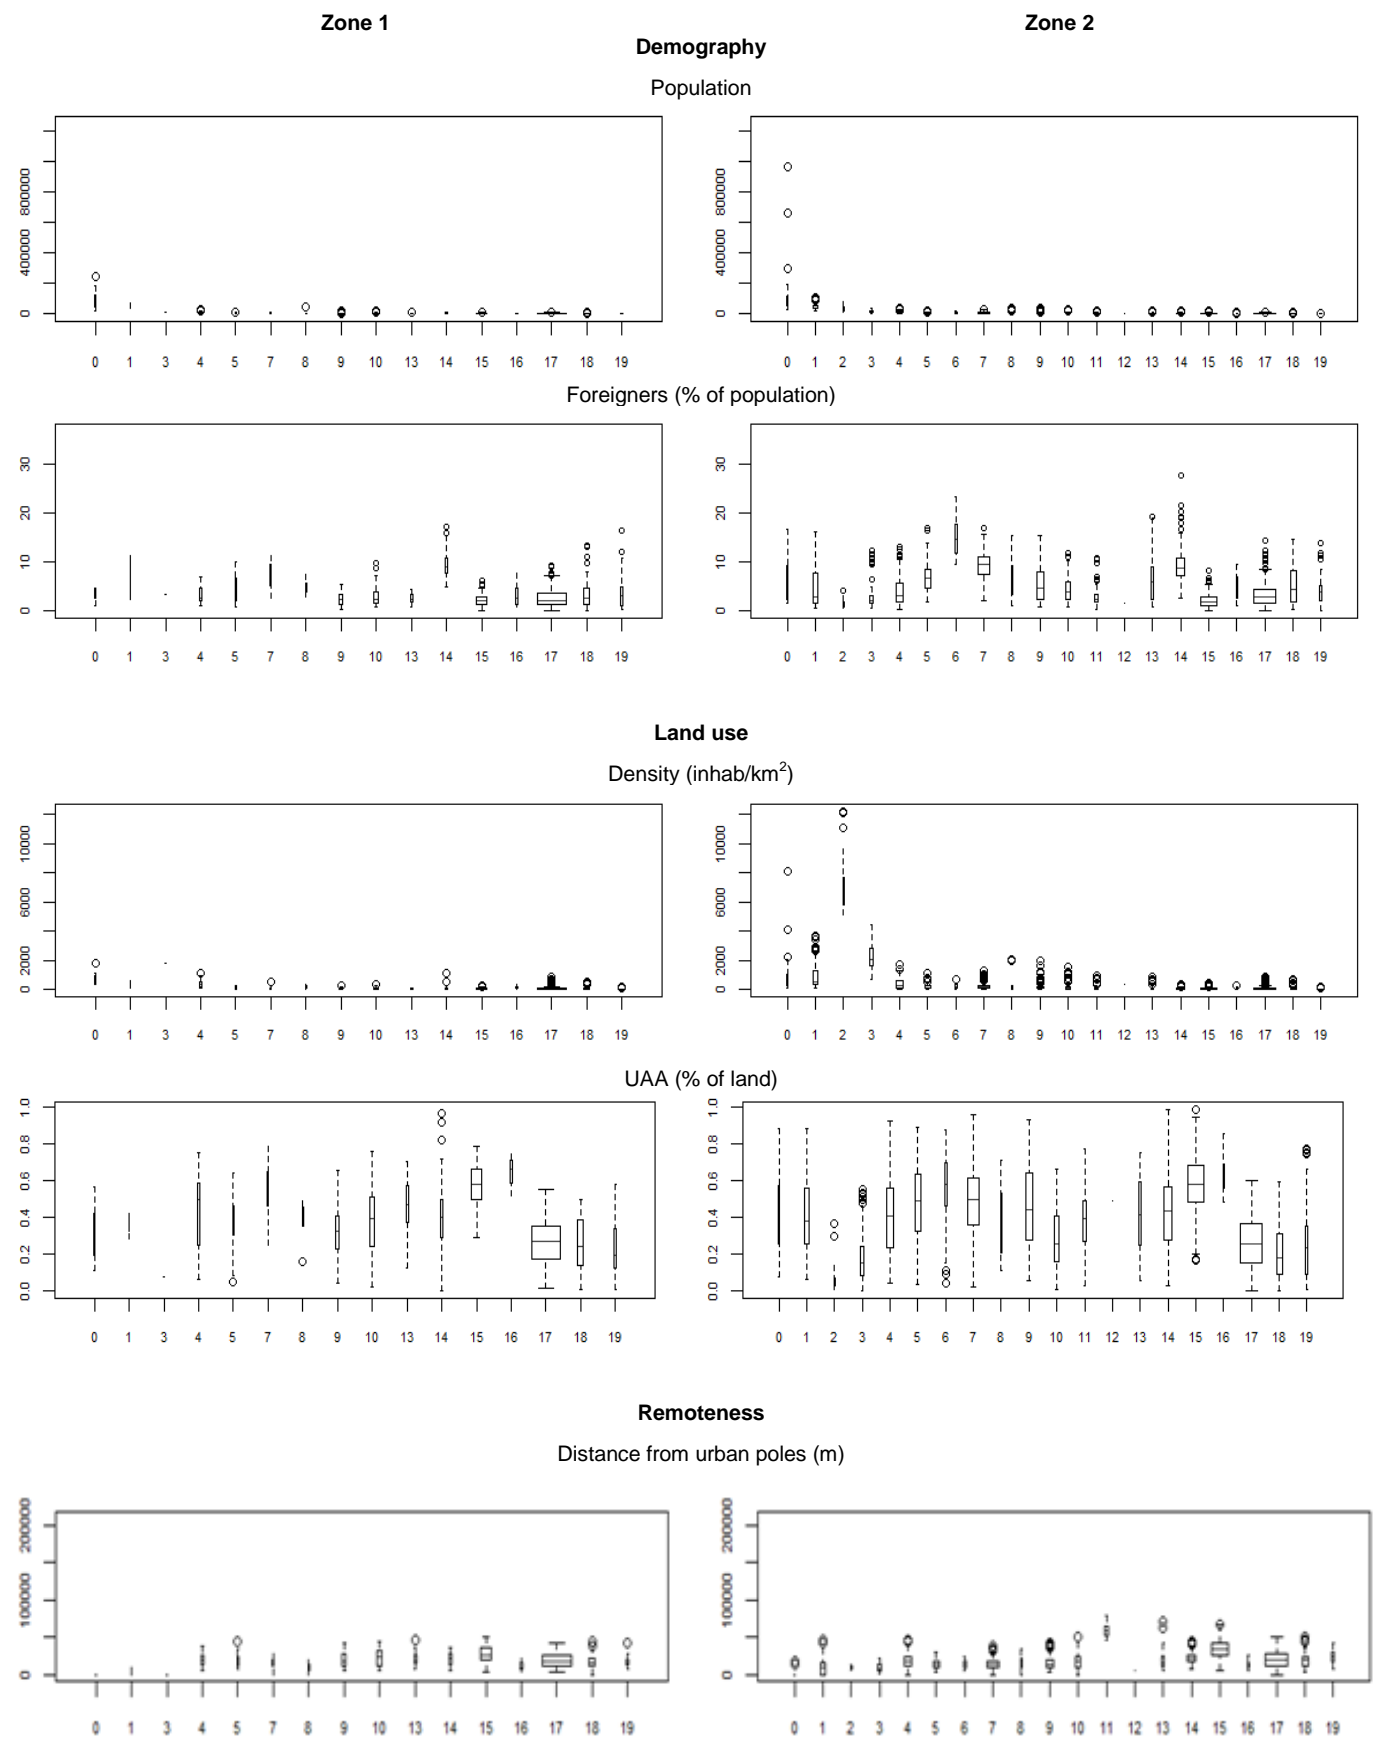 Zone 1 Zone 2
Demography
Population
0 400000 8000000 0 400000 8000000
0 1 3 4 5 7 8 9 10 13 14 15 16 17 18 19 0 1 2 3 4 5 6 7 8 9 10 11 12 13 14 15 16 17 18 19
Foreigners (% of population)
0 10 20 30 0 10 20 30
0 1 3 4 5 7 8 9 10 13 14 15 16 17 18 19 0 1 2 3 4 5 6 7 8 9 10 11 12 13 14 15 16 17 18 19
Land use
Density (inhab/km²)
0 2000 6000 10000 0 2000 6000 10000
0 1 3 4 5 7 8 9 10 13 14 15 16 17 18 19 0 1 2 3 4 5 6 7 8 9 10 11 12 13 14 15 16 17 18 19
UAA (% of land)
0.0 0.2 0.4 0.6 0.8 1.0 0.0 0.2 0.4 0.6 0.8 1.0
0 1 3 4 5 7 8 9 10 13 14 15 16 17 18 19 0 1 2 3 4 5 6 7 8 9 10 11 12 13 14 15 16 17 18 19
Remoteness
Distance from urban poles (m)
0 100000 200000 0 100000 200000
0 1 3 4 5 7 8 9 10 13 14 15 16 17 18 19 0 1 2 3 4 5 6 7 8 9 10 11 12 13 14 15 16 17 18 19